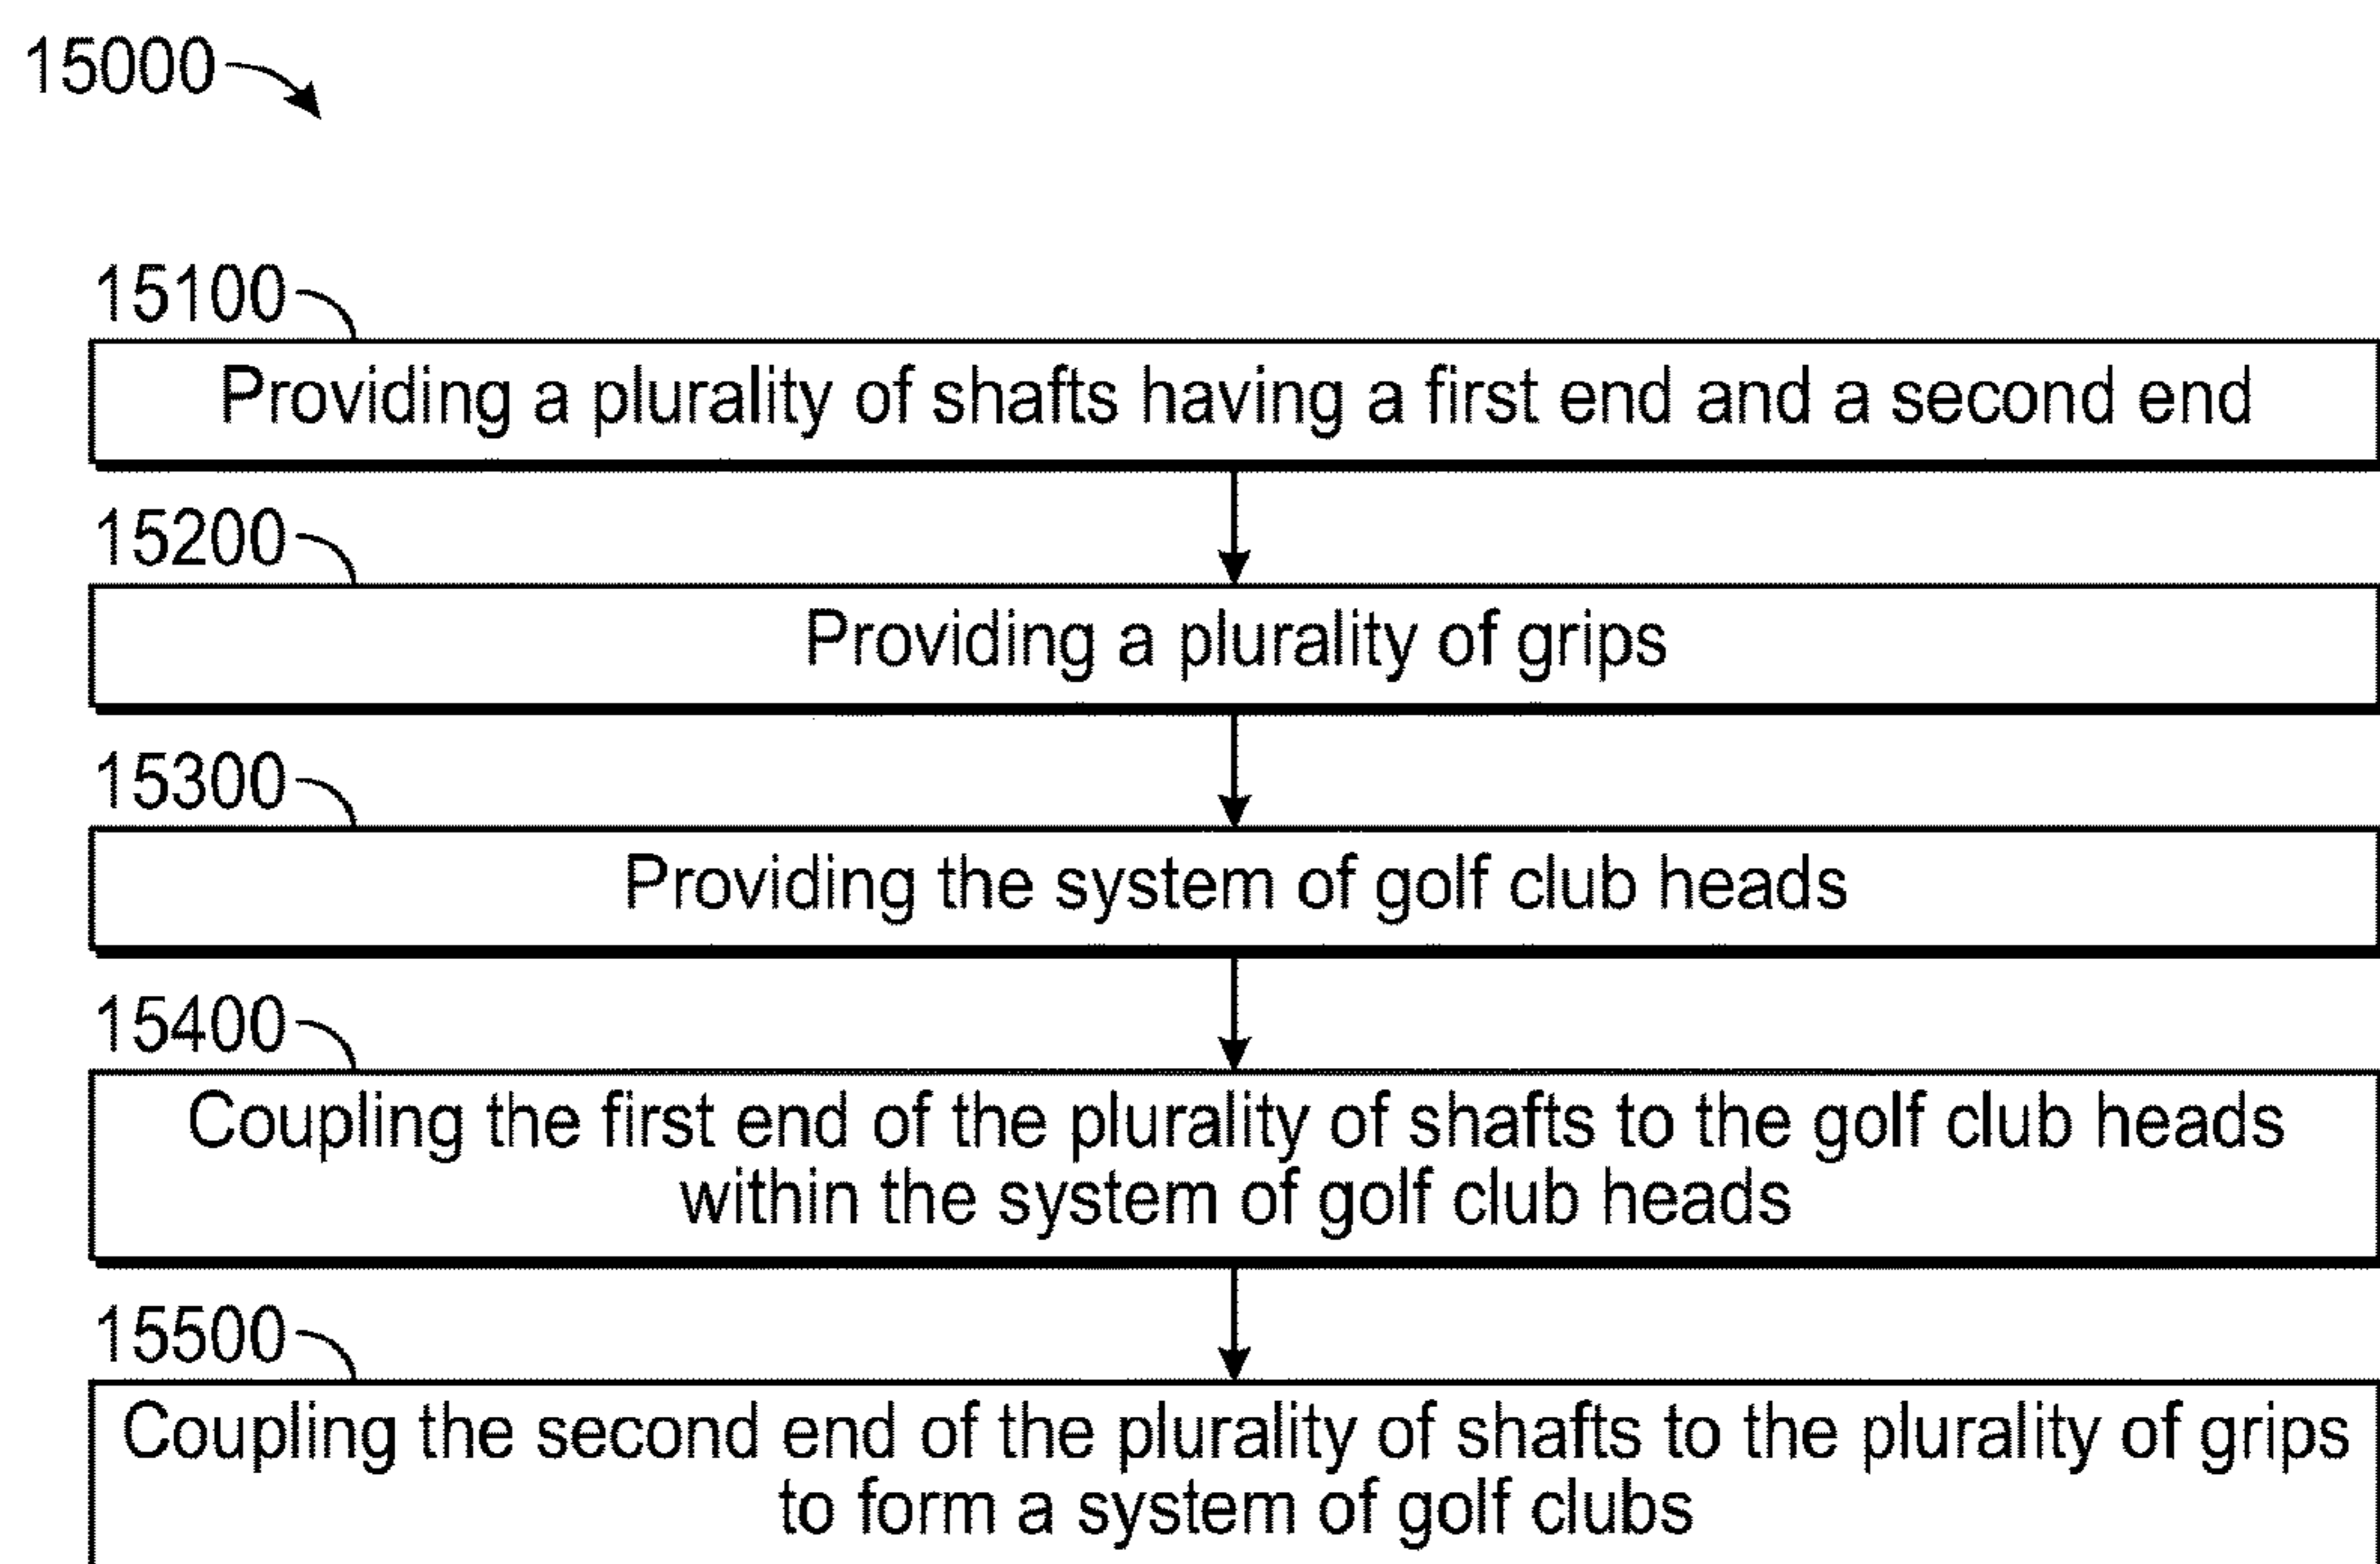 15000
15100
Providing a plurality of shafts having a first end and a second end
15200
Providing a plurality of grips
15300
Providing the system of golf club heads
15400
Coupling the first end of the plurality of shafts to the golf club heads
within the system of golf club heads
15500
Coupling the second end of the plurality of shafts to the plurality of grips
to form a system of golf clubs